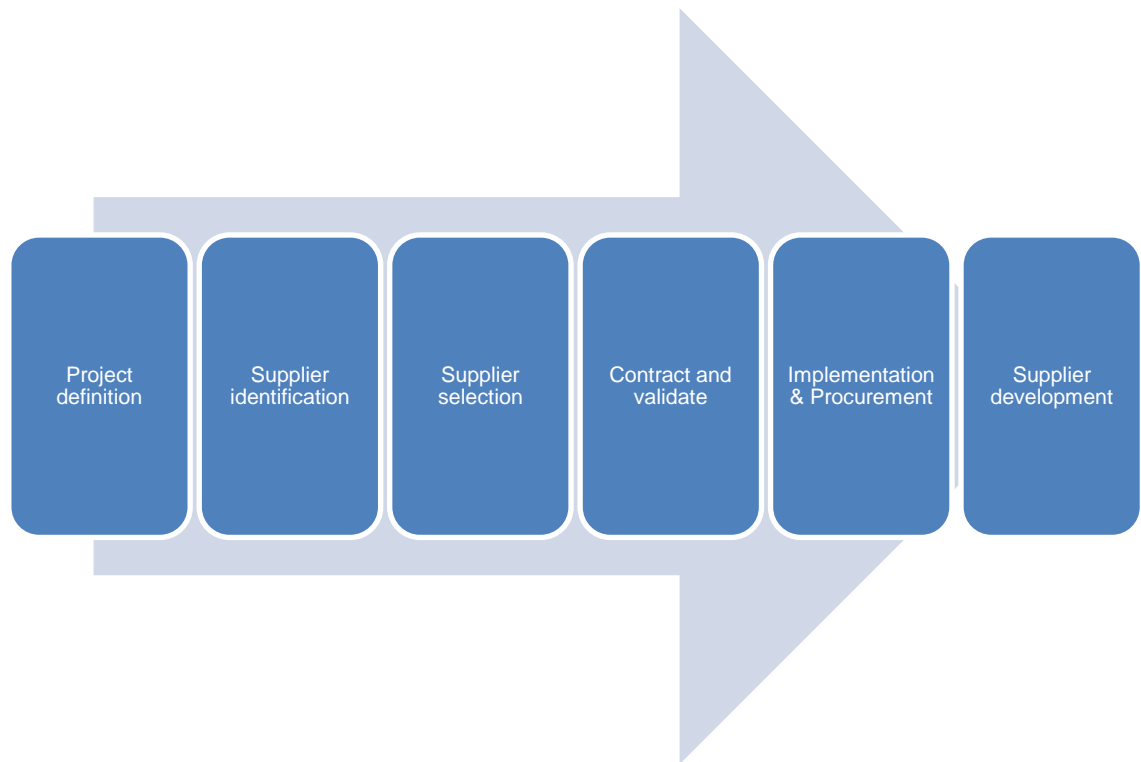 Project
definition
Supplier
identification
Supplier
selection
Contract and
validate
Implementation
& Procurement
Supplier
development